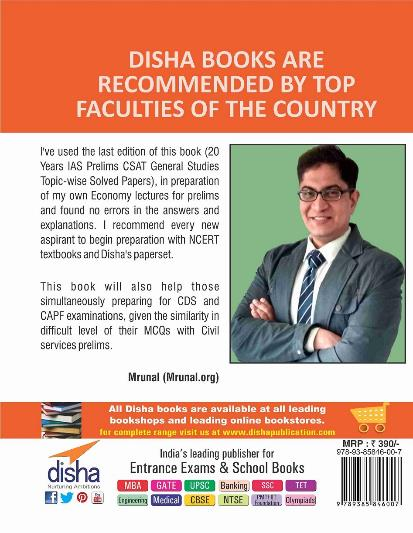 DISHA BOOKS ARE
RECOMMENDED BY TOP
FACULTIES OF THE COUNTRY
I've used the last edition of this book (20
Years IAS Prelims CSAT General Studies
Topic-wise Solved Papers), in preparation
of my own Economy lectures for prelims
and found no errors in the answers and
explanations. I recommend every new
aspirant to begin preparation with NCERT
textbooks and Disha's paperset.
This book will also help those
simultaneously preparing for CDS and
CAPF examinations, given the similarity in
difficult level of their MCQs with Civil
services prelims.
Mrunal (Mrunal.org)
All Disha books are available at all leading
bookshops and leading online bookstores.
for complete range visit us at www.dishapublication.com
disha
Nurturing Ambitions
India's leading publisher for
Entrance Exams & School Books
MBA GATE UPSC Banking SSC TET
Engineering Medical CBSE NTSE Olympiads
MRP : ₹ 390/-
978-93-85846-00-7
9 789385 846007